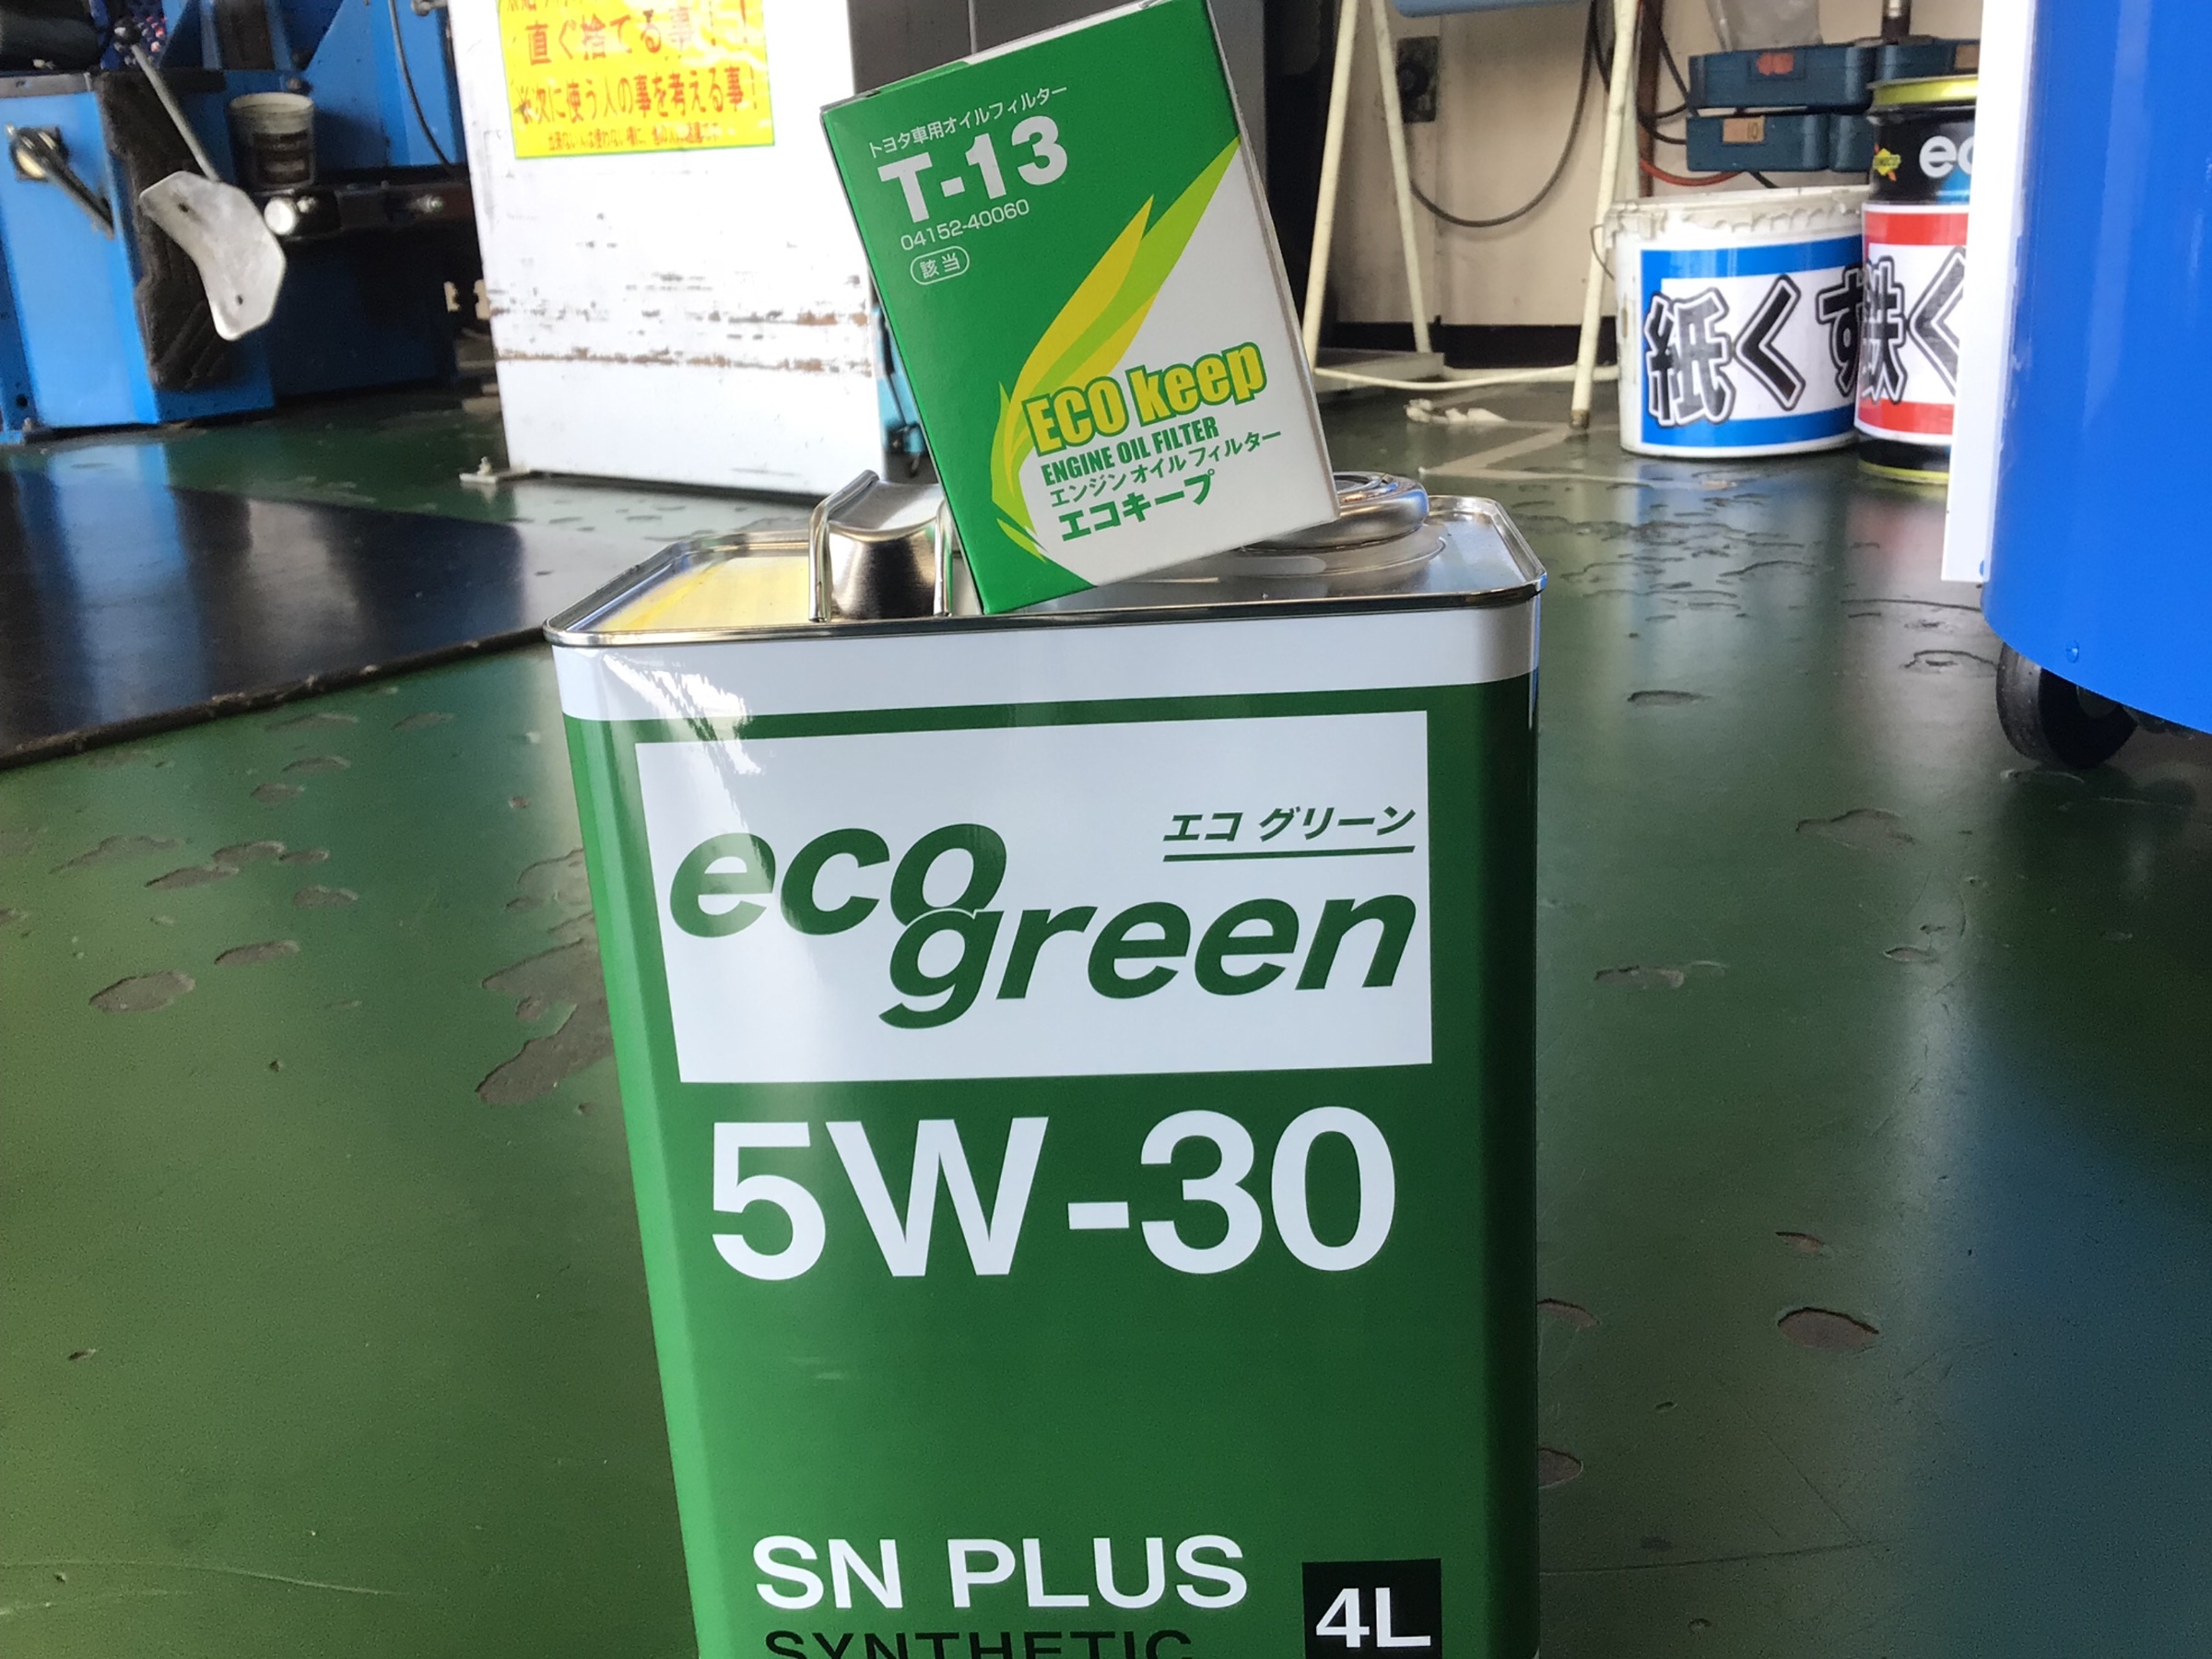 直ぐ捨てる事！！
※次に使う人の事を考える事！
トヨタ車用オイルフィルター
T-13
04152-40060
該当
ECO keep
ENGINE OIL FILTER
エンジンオイルフィルター
エコキープ
紙くず
鉄く
eco
エコ グリーン
eco
green
5W-30
SN PLUS
4L
SYNTHETIC